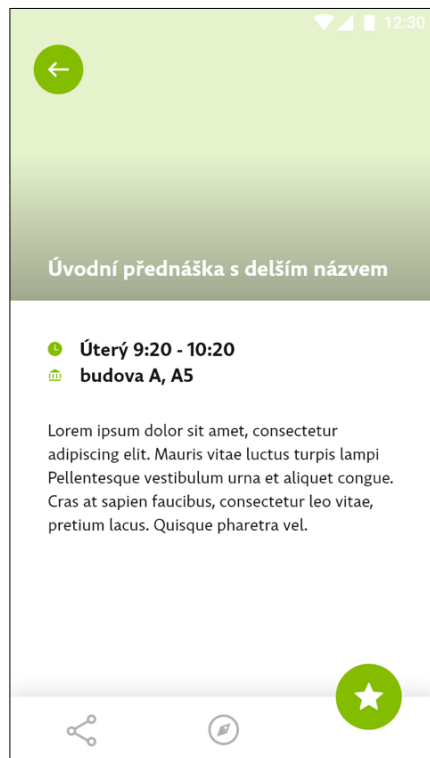 12:30
Úvodní přednáška s delším názvem
Úterý 9:20 - 10:20
budova A, A5
Lorem ipsum dolor sit amet, consectetur
adipiscing elit. Mauris vitae luctus turpis lampi
Pellentesque vestibulum urna et aliquet congue.
Cras at sapien faucibus, consectetur leo vitae,
pretium lacus. Quisque pharetra vel.